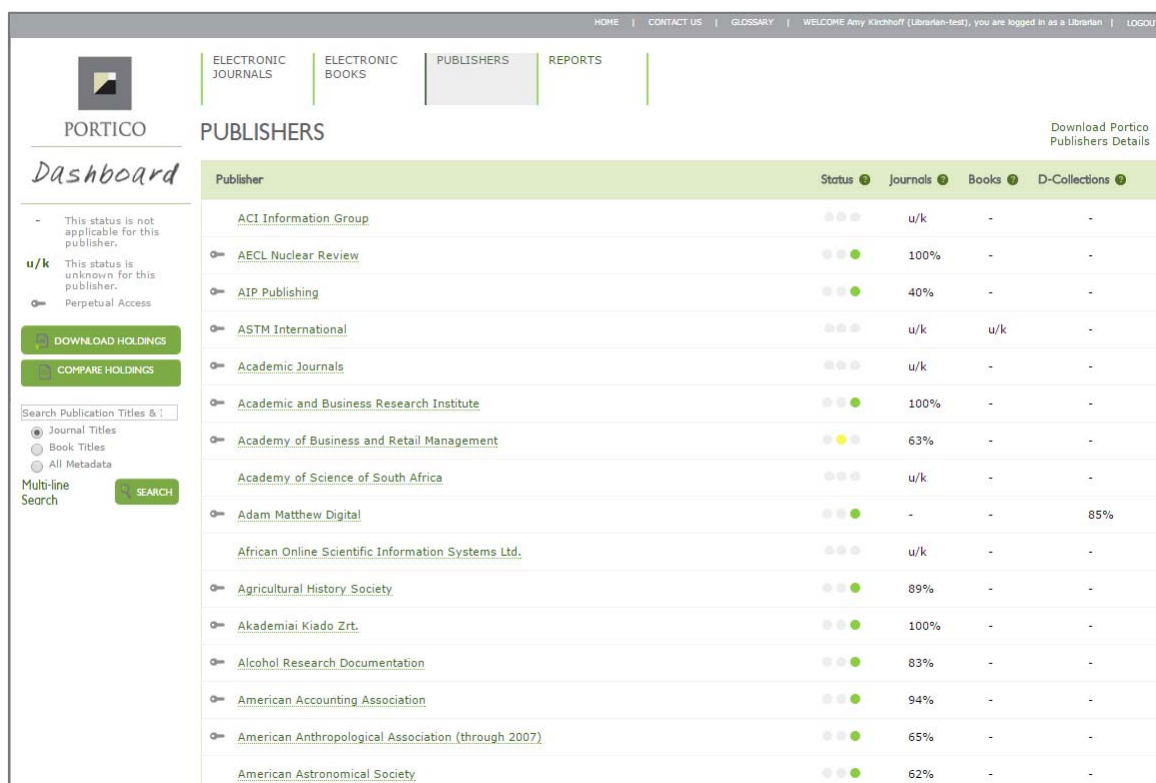 HOME | CONTACT US | GLOSSARY | WELCOME Amy Kirchhoff (Librarian-test), you are logged in as a Librarian | LOGOUT
ELECTRONIC JOURNALS
ELECTRONIC BOOKS
PUBLISHERS
REPORTS
PORTICO
Dashboard
- This status is not
applicable for this
publisher.
u/k This status is
unknown for this
publisher.
Perpetual Access
DOWNLOAD HOLDINGS
COMPARE HOLDINGS
Search Publication Titles &
Journal Titles
Book Titles
All Metadata
Multi-line
Search
SEARCH
PUBLISHERS
Download Portico
Publishers Details
Publisher Status ? Journals ? Books ? D-Collections ?
ACI Information Group u/k - -
AECL Nuclear Review 100% - -
AIP Publishing 40% - -
ASTM International u/k u/k -
Academic Journals u/k - -
Academic and Business Research Institute 100% - -
Academy of Business and Retail Management 63% - -
Academy of Science of South Africa u/k - -
Adam Matthew Digital - - 85%
African Online Scientific Information Systems Ltd. u/k - -
Agricultural History Society 89% - -
Akademiai Kiado Zrt. 100% - -
Alcohol Research Documentation 83% - -
American Accounting Association 94% - -
American Anthropological Association (through 2007) 65% - -
American Astronomical Society 62% - -